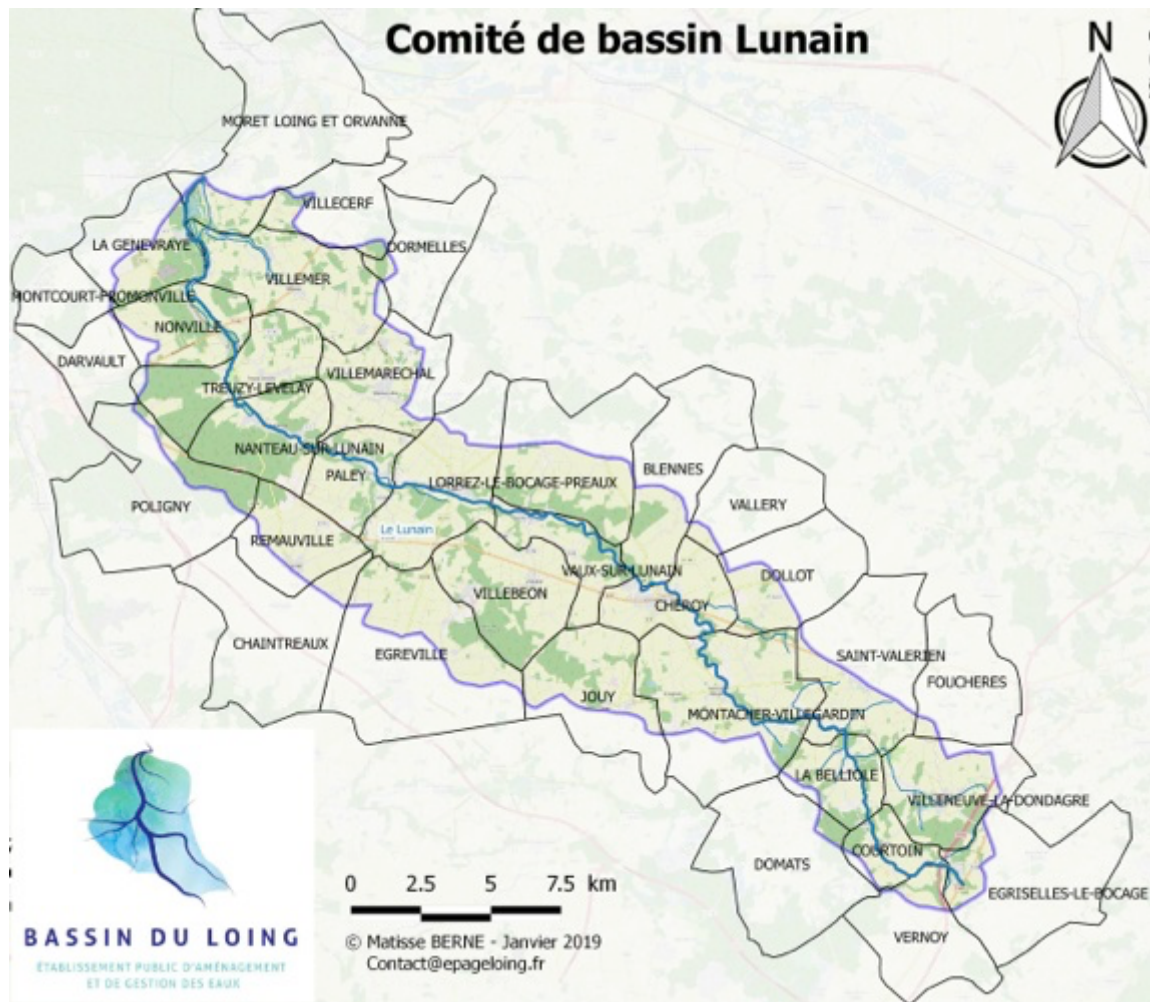 Comité de bassin Lunain
N
MORET LOING ET ORVANNE
VILLECERF
LA GENEVRAYE
DORMELLES
VILLEMER
MONTCOURT-FROMONVILLE
NONVILLE
DARVAULT
TREUZY-LEVELAY
VILLEMARECHAL
NANTEAU-SUR-LUNAIN
PALEY
LORREZ-LE-BOCAGE-PREAUX
BLENNES
VALLERY
POLIGNY
Le Lunain
REMAUVILLE
VAUX-SUR-LUNAIN
DOLLOT
VILLEBEON
CHEROY
CHAINTREAUX
EGREVILLE
SAINT-VALERIEN
FOUCHERES
JOUY
MONTACHER-VILLEGARDIN
LA BELLIOLE
VILLENEUVE-LA-DONDAGRE
COURTOIN
DOMATS
EGRISELLES-LE-BOCAGE
VERNOY
0 2.5 5 7.5 km
© Matisse BERNE - Janvier 2019
Contact@epageloing.fr
BASSIN DU LOING
ÉTABLISSEMENT PUBLIC D'AMÉNAGEMENT
ET DE GESTION DES EAUX